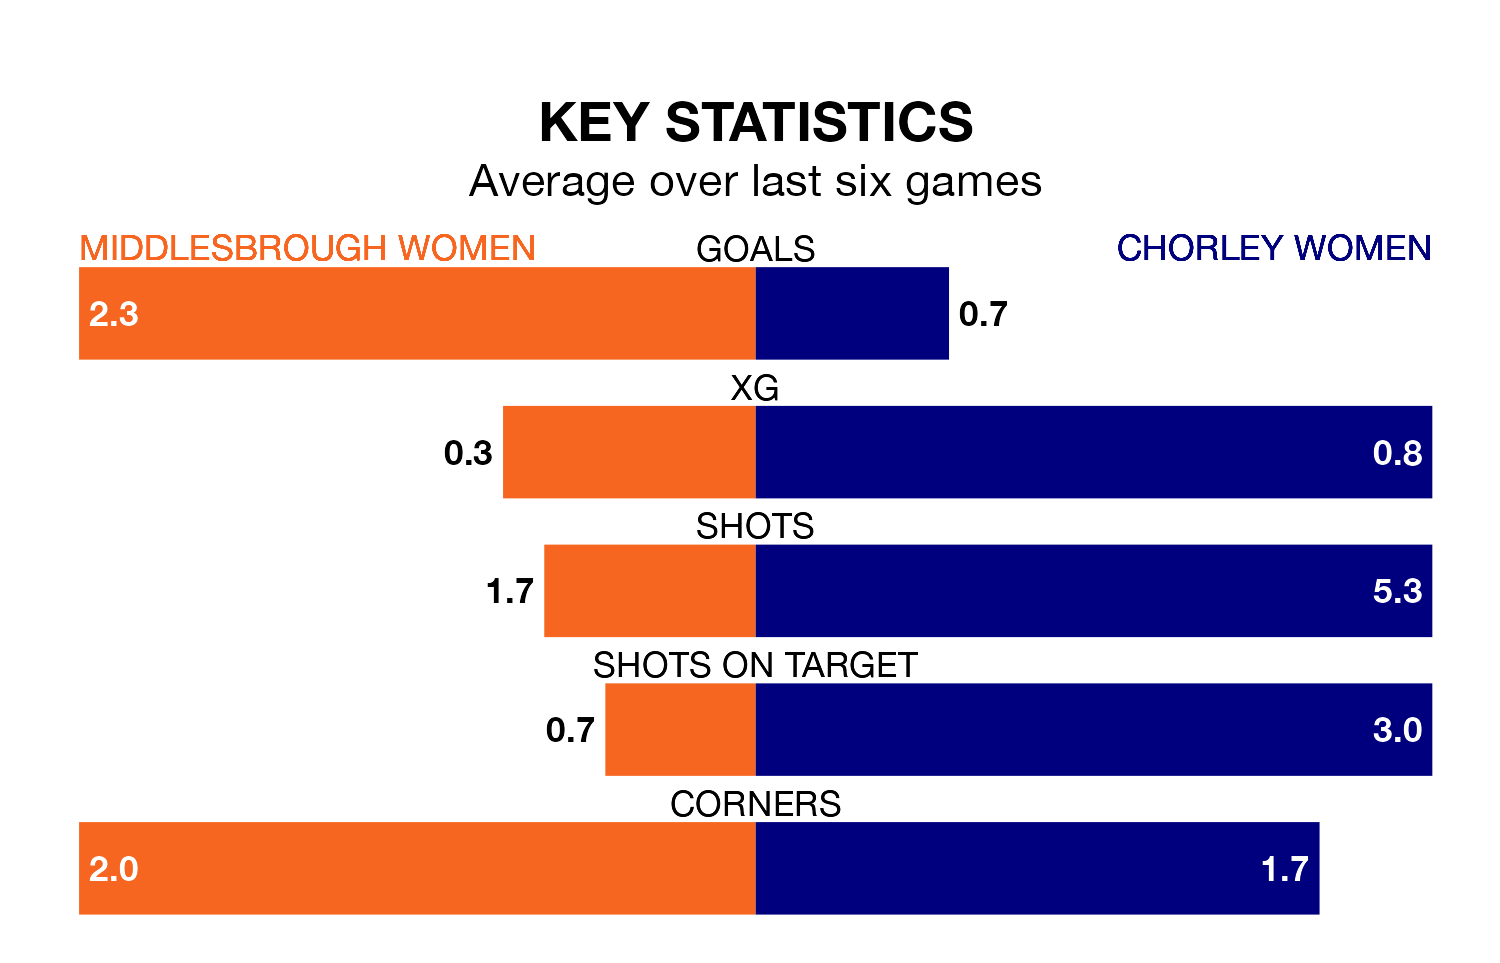 KEY STATISTICS
Average over last six games
MIDDLESBROUGH WOMEN GOALS CHORLEY WOMEN
2.3 0.7
XG
0.3 0.8
SHOTS
1.7 5.3
SHOTS ON TARGET
0.7 3.0
CORNERS
2.0 1.7